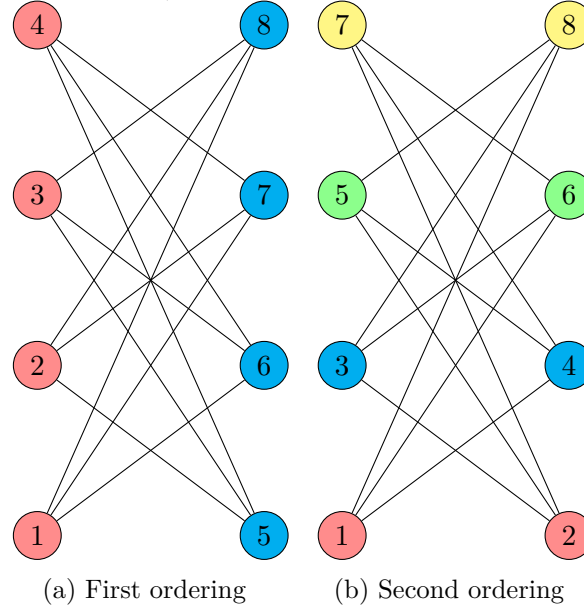 4 8 7 8
3 7 5 6
2 6 3 4
1 5 1 2
(a) First ordering (b) Second ordering